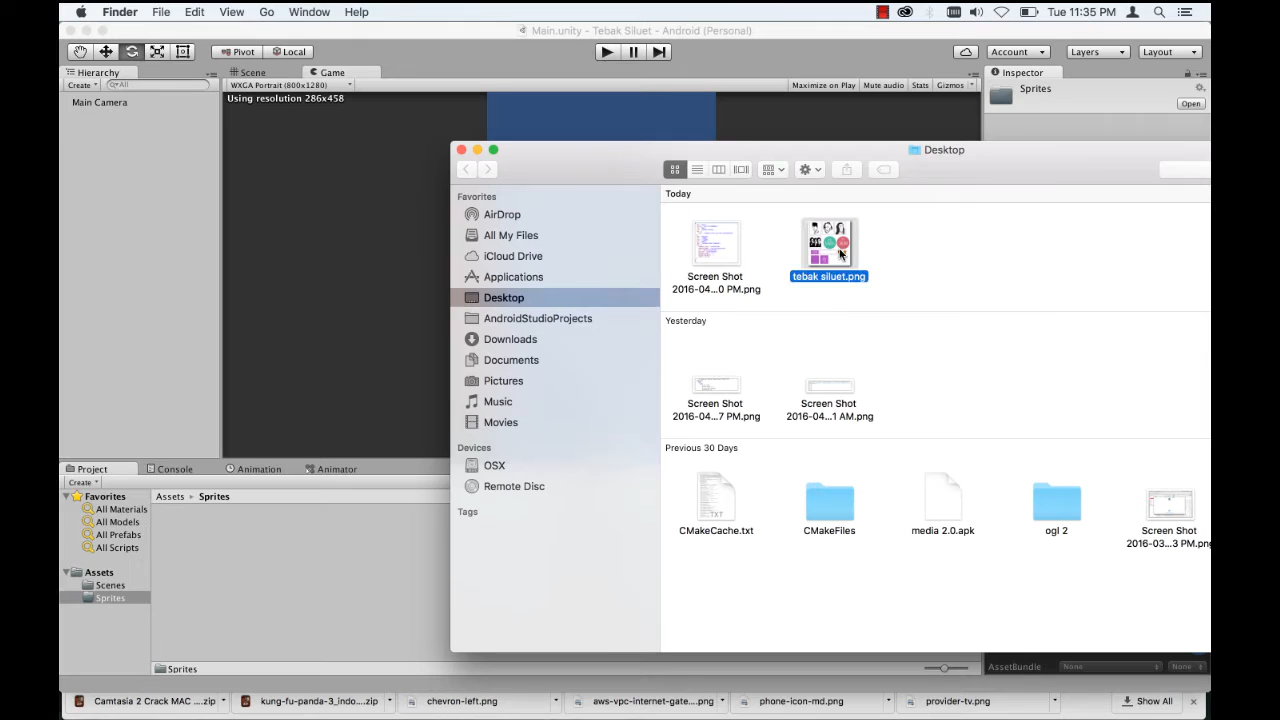 Finder File Edit View Go Window Help Tue 11:35 PM
Main.unity - Tebak Siluet - Android (Personal)
Pivot Local Account Layers Layout
Hierarchy Scene Game Inspector
Create All WXGA Portrait (800x1280) Maximize on Play Mute audio Stats Gizmos Sprites
Main Camera Using resolution 286x458 Open
Desktop
Favorites
AirDrop
All My Files
iCloud Drive
Applications
Desktop
AndroidStudioProjects
Downloads
Documents
Pictures
Music
Movies
Devices
OSX
Remote Disc
Tags
Today
Screen Shot
2016-04...0 PM.png
tebak siluet.png
Yesterday
Screen Shot
2016-04...7 PM.png
Screen Shot
2016-04...1 AM.png
Previous 30 Days
TXT
CMakeCache.txt
CMakeFiles
media 2.0.apk
ogl 2
Screen Shot
2016-03...3 PM.png
Project Console Animation Animator
Create
Favorites
All Materials
All Models
All Prefabs
All Scripts
Assets
Scenes
Sprites
Assets Sprites
Sprites
AssetBundle None None
Camtasia 2 Crack MAC ....zip kung-fu-panda-3_indo....zip chevron-left.png aws-vpc-internet-gate....png phone-icon-md.png provider-tv.png Show All